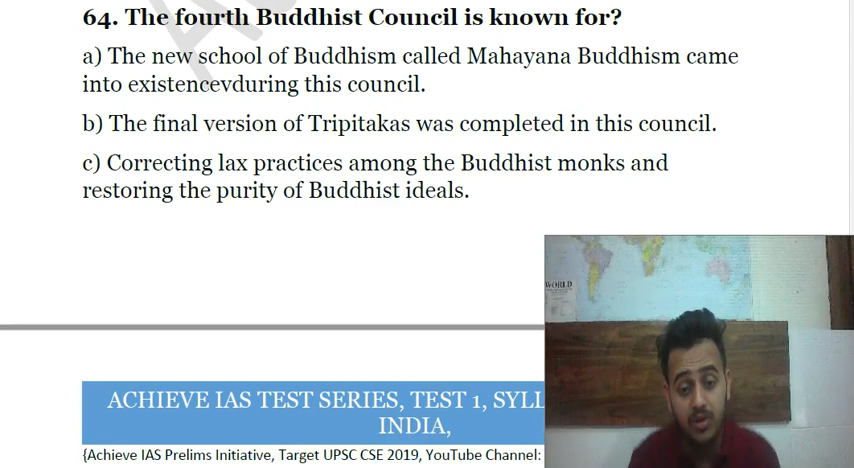 64. The fourth Buddhist Council is known for?
a) The new school of Buddhism called Mahayana Buddhism came
into existencevduring this council.
b) The final version of Tripitakas was completed in this council.
c) Correcting lax practices among the Buddhist monks and
restoring the purity of Buddhist ideals.
WORLD
ACHIEVE IAS TEST SERIES, TEST 1, SYLL
INDIA,
{Achieve IAS Prelims Initiative, Target UPSC CSE 2019, YouTube Channel: